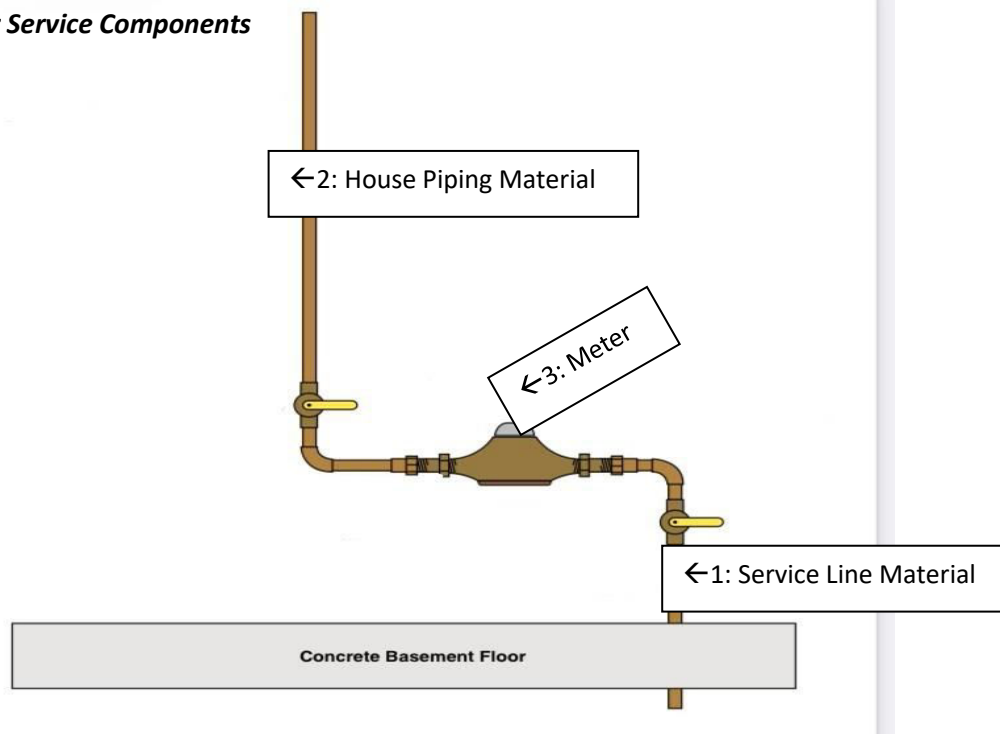 Service Components
←2: House Piping Material
←3: Meter
←1: Service Line Material
Concrete Basement Floor